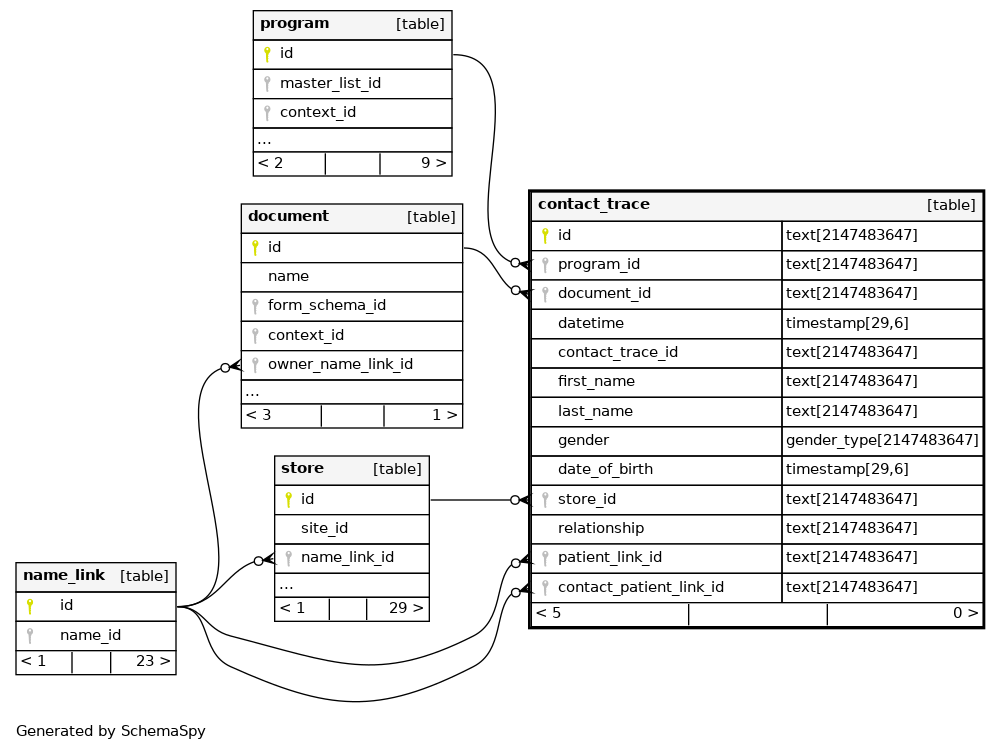 program [table]
id
master_list_id
context_id
...
< 2 9 >
document [table]
id
name
form_schema_id
context_id
owner_name_link_id
...
< 3 1 >
store [table]
id
site_id
name_link_id
...
< 1 29 >
name_link [table]
id
name_id
< 1 23 >
contact_trace [table]
id text[2147483647]
program_id text[2147483647]
document_id text[2147483647]
datetime timestamp[29,6]
contact_trace_id text[2147483647]
first_name text[2147483647]
last_name text[2147483647]
gender gender_type[2147483647]
date_of_birth timestamp[29,6]
store_id text[2147483647]
relationship text[2147483647]
patient_link_id text[2147483647]
contact_patient_link_id text[2147483647]
< 5 0 >
Generated by SchemaSpy